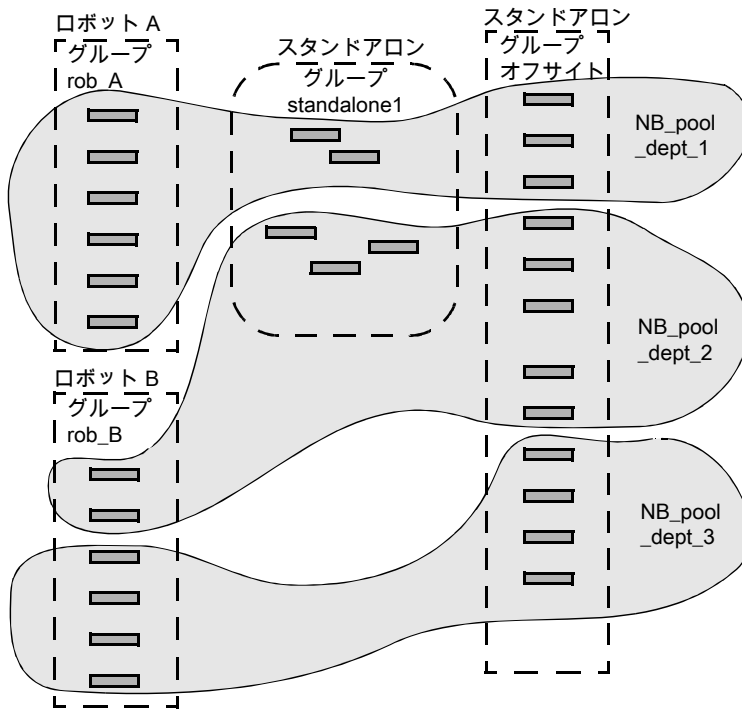 ロボット A
グループ
rob_A
スタンドアロン
グループ
standalone1
スタンドアロン
グループ
オフサイト
NB_pool
_dept_1
NB_pool
_dept_2
ロボット B
グループ
rob_B
NB_pool
_dept_3